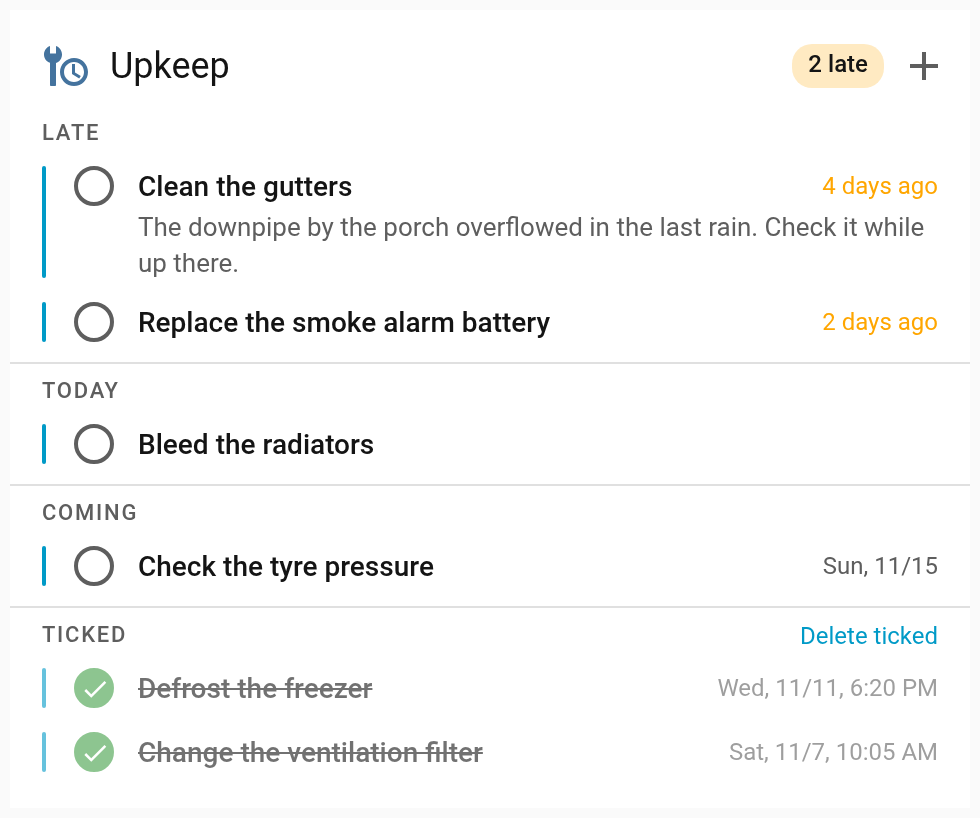 Upkeep
2 late
LATE
Clean the gutters
4 days ago
The downpipe by the porch overflowed in the last rain. Check it while
up there.
Replace the smoke alarm battery
2 days ago
TODAY
Bleed the radiators
COMING
Check the tyre pressure
Sun, 11/15
TICKED
Delete ticked
Defrost the freezer
Wed, 11/11, 6:20 PM
Change the ventilation filter
Sat, 11/7, 10:05 AM